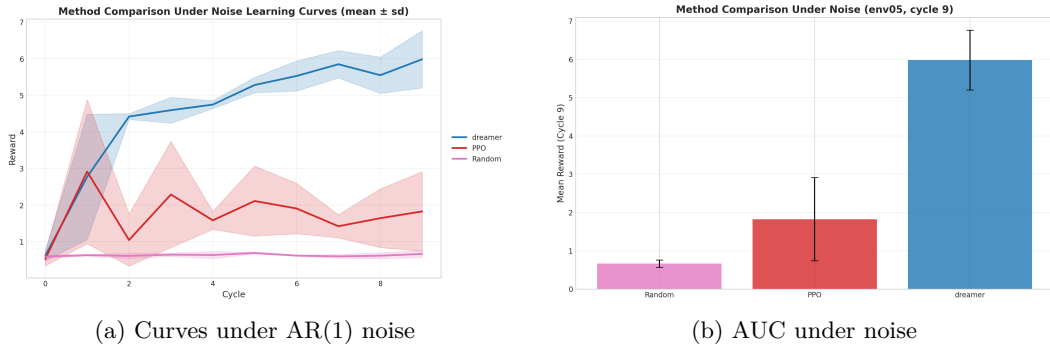 Method Comparison Under Noise Learning Curves (mean ± sd)
7
6
5
4
3
2
1
Reward
0
2
4
6
8
Cycle
dreamer
PPO
Random
(a) Curves under AR(1) noise
Method Comparison Under Noise (env05, cycle 9)
7
6
5
4
3
2
1
0
Mean Reward (Cycle 9)
Random
PPO
dreamer
(b) AUC under noise